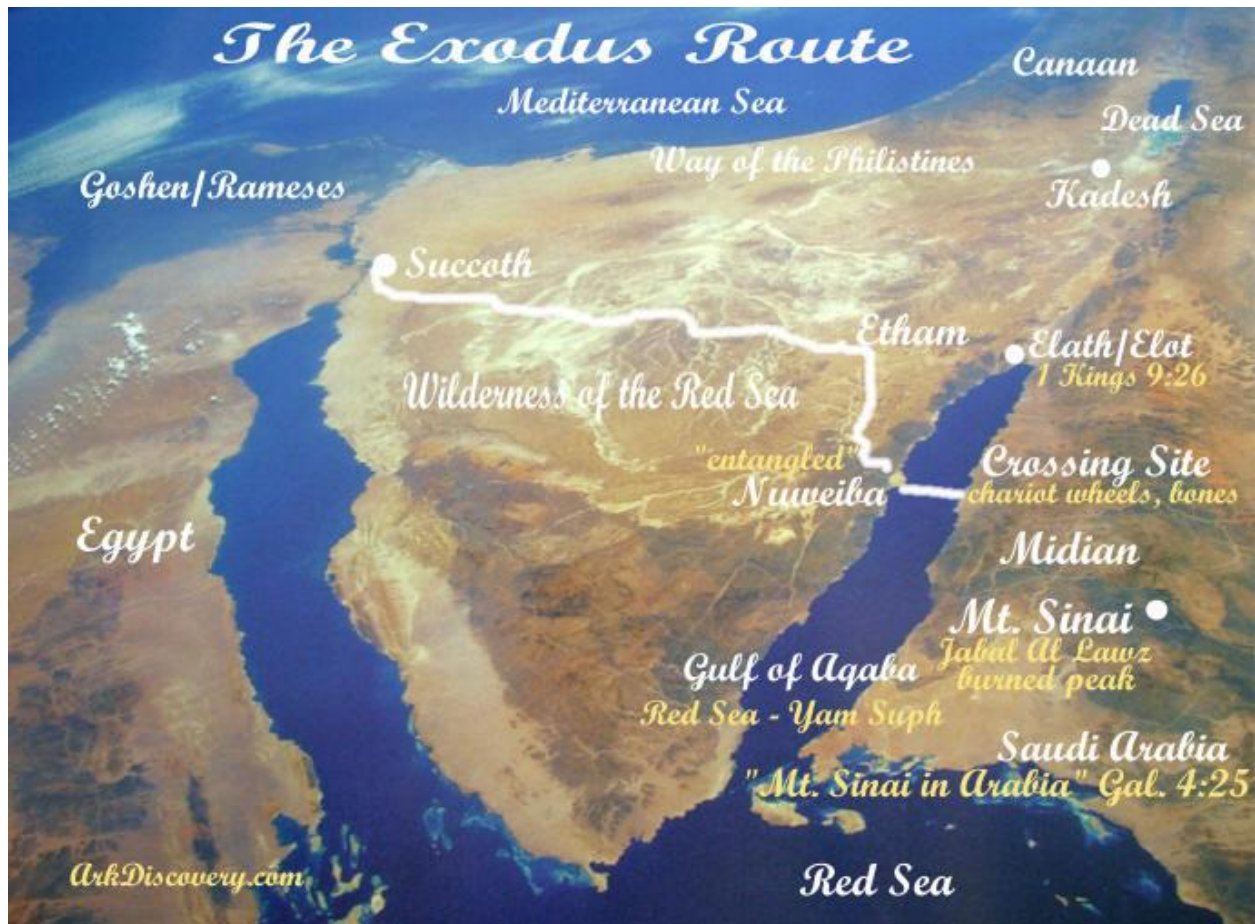 The Exodus Route
Canaan
Mediterranean Sea
Dead Sea
Way of the Philistines
Goshen/Rameses
Kadesh
Succoth
Etham
Elath/Elot
1 Kings 9:26
Wilderness of the Red Sea
"entangled"
Crossing Site
Nuweiba
chariot wheels, bones
Egypt
Midian
Mt. Sinai
Jabal Al Lawz
burned peak
Gulf of Aqaba
Red Sea - Yam Suph
Saudi Arabia
"Mt. Sinai in Arabia" Gal. 4:25
ArkDiscovery.com
Red Sea